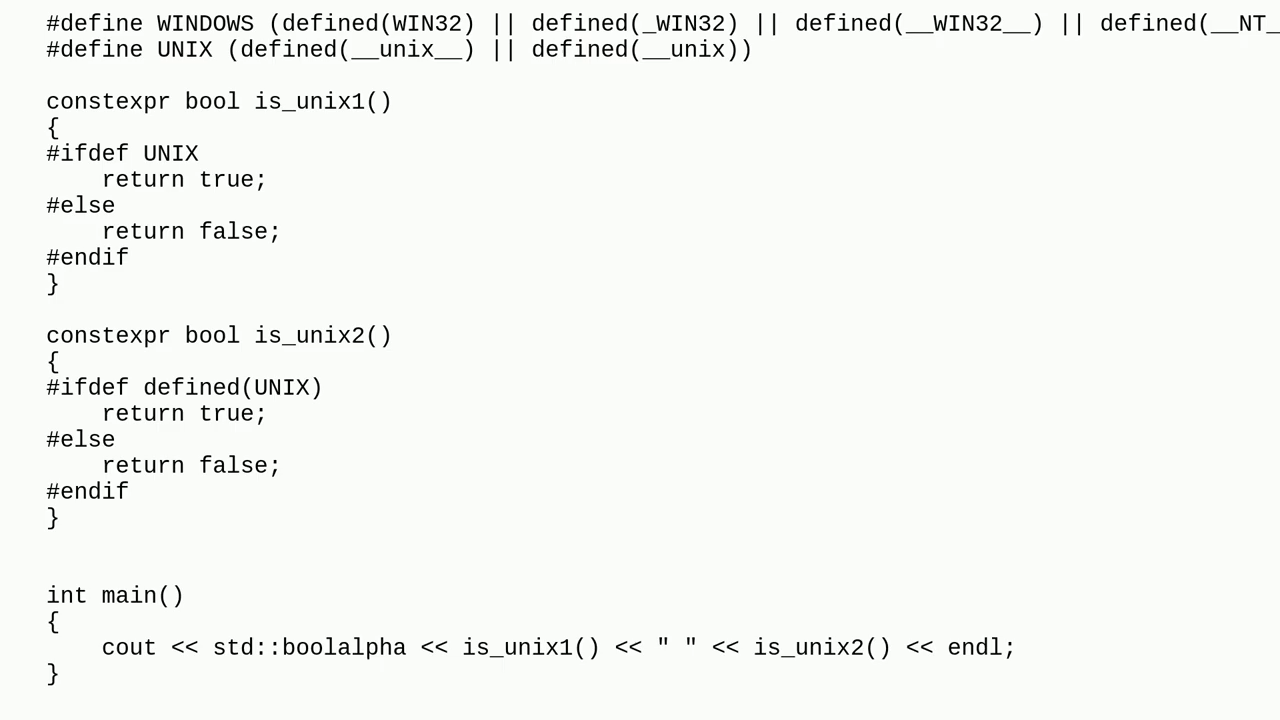 #define WINDOWS (defined(WIN32) || defined(_WIN32) || defined(__WIN32__) || defined(__NT_
#define UNIX (defined(__unix__) || defined(__unix))
constexpr bool is_unix1()
{
#ifdef UNIX
    return true;
#else
    return false;
#endif
}
constexpr bool is_unix2()
{
#ifdef defined(UNIX)
    return true;
#else
    return false;
#endif
}
int main()
{
    cout << std::boolalpha << is_unix1() << " " << is_unix2() << endl;
}